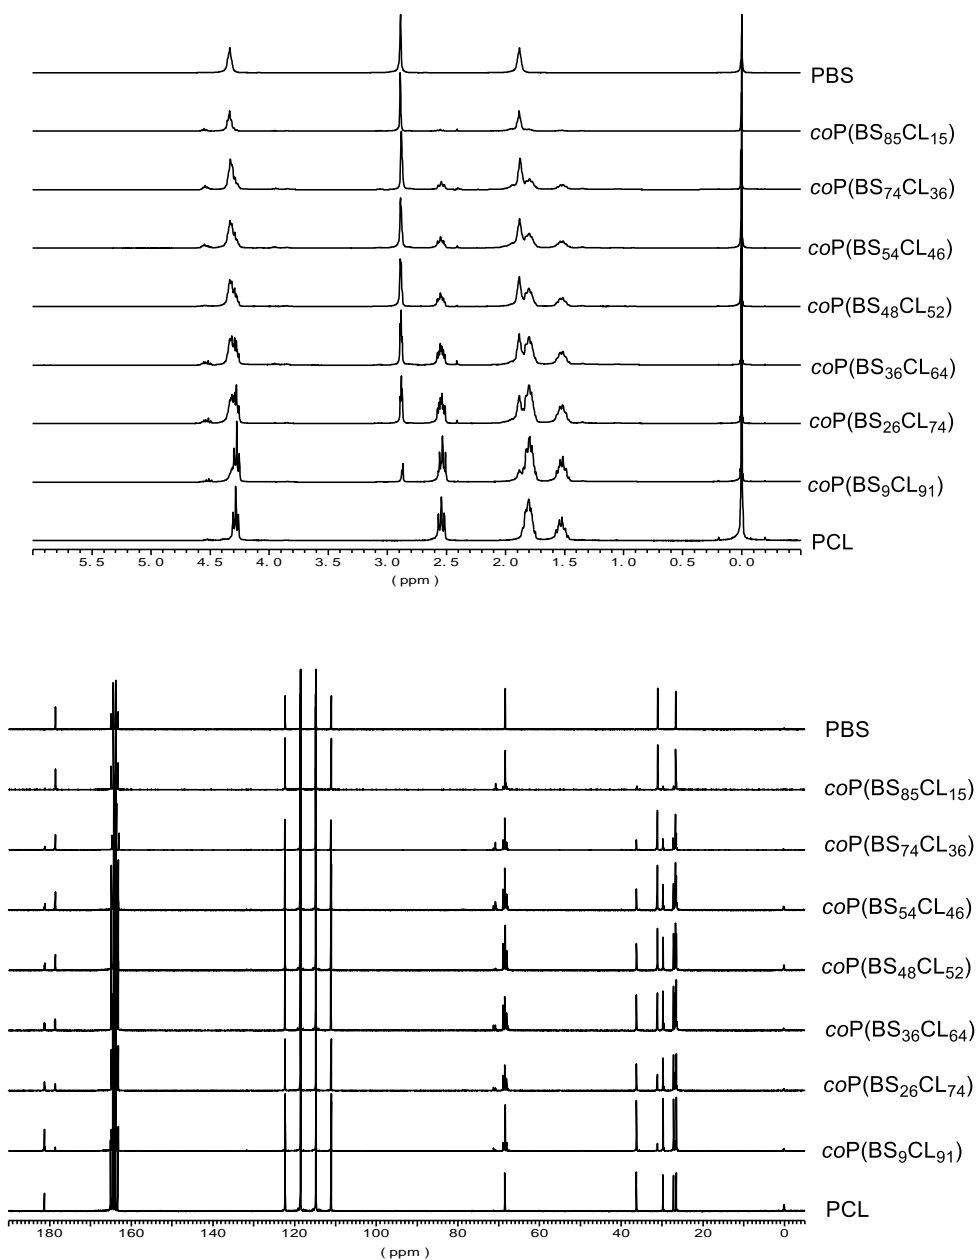 PBS
coP(BS₈₅CL₁₅)
coP(BS₇₄CL₃₆)
coP(BS₅₄CL₄₆)
coP(BS₄₈CL₅₂)
coP(BS₃₆CL₆₄)
coP(BS₂₆CL₇₄)
coP(BS₉CL₉₁)
PCL
5.5 5.0 4.5 4.0 3.5 3.0 2.5 2.0 1.5 1.0 0.5 0.0
(ppm)
PBS
coP(BS₈₅CL₁₅)
coP(BS₇₄CL₃₆)
coP(BS₅₄CL₄₆)
coP(BS₄₈CL₅₂)
coP(BS₃₆CL₆₄)
coP(BS₂₆CL₇₄)
coP(BS₉CL₉₁)
PCL
180 160 140 120 100 80 60 40 20 0
(ppm)